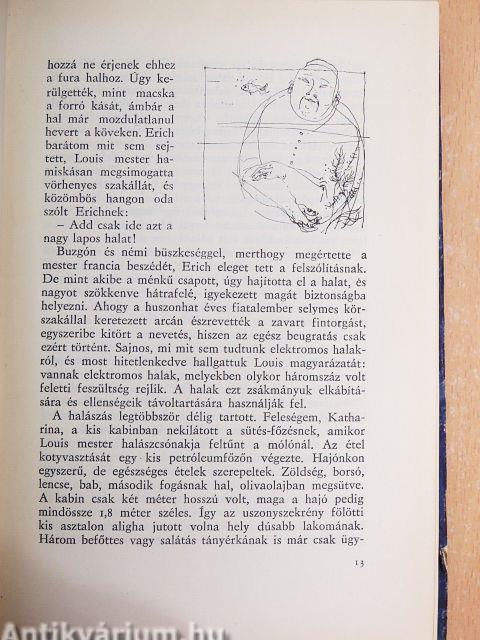 hozzá ne érjenek ehhez
a fura halhoz. Úgy ke-
rülgették, mint macska
a forró kását, ámbár a
hal már mozdulatlanul
hevert a köveken. Erich
barátom mit sem sej-
tett, Louis mester ha-
miskásan megsimogatta
vörhenyes szakállát, és
közömbös hangon oda
szólt Erichnek:
– Add csak ide azt a
nagy lapos halat!
Buzgón és némi büszkeséggel, merthogy megértette a
mester francia beszédét, Erich eleget tett a felszólításnak.
De mint akibe a ménkű csapott, úgy hajította el a halat, és
nagyot szökkenve hátrafelé, igyekezett magát biztonságba
helyezni. Ahogy a huszonhat éves fiatalember selymes kör-
szakállal keretezett arcán észrevették a zavart fintorgást,
egyszeribe kitört a nevetés, hiszen az egész beugratás csak
ezért történt. Sajnos, mi mit sem tudtunk elektromos halak-
ról, és most hitetlenkedve hallgattuk Louis magyarázatát:
vannak elektromos halak, melyekben olykor háromszáz volt
feletti feszültség rejlik. A halak ezt zsákmányuk elkábítá-
sára és ellenségeik távoltartására használják fel.
A halászás legtöbbször délig tartott. Feleségem, Katha-
rina, a kis kabinban nekilátott a sütés-főzésnek, amikor
Louis mester halászcsónakja feltűnt a mólónál. Az étel
kotyvasztását egy kis petróleumfőzőn végezte. Hajónkon
egyszerű, de egészséges ételek szerepeltek. Zöldség, borsó,
lencse, bab, második fogásnak hal, olivaolajban megsütve.
A kabin csak két méter hosszú volt, maga a hajó pedig
mindössze 1,8 méter széles. Így az uszonyszekrény fölötti
kis asztalon aligha jutott volna hely dúsabb lakomának.
Három befőttes vagy salátás tányérkának is már csak úgy-
13
Antikvárium.hu